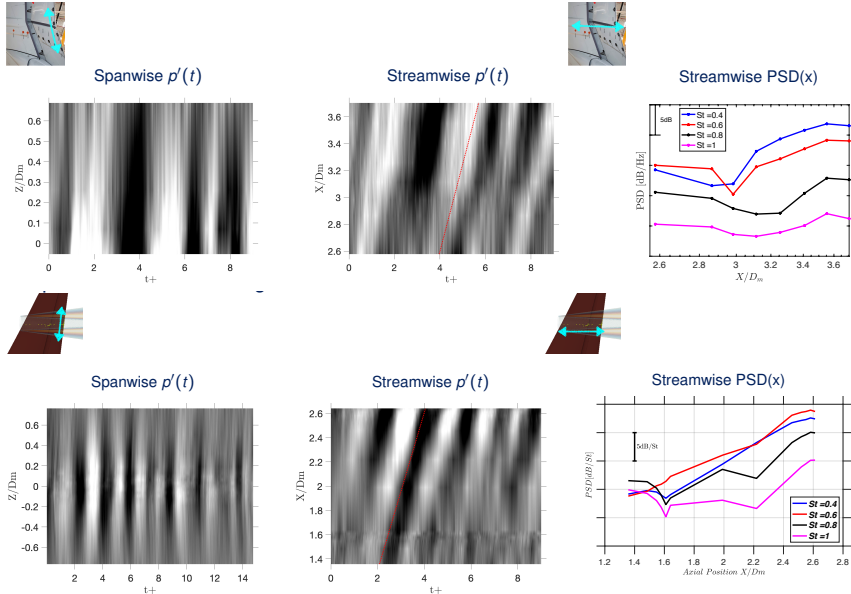 Spanwise p′(t)
Streamwise p′(t)
Streamwise PSD(x)
Z/Dm
0.6
0.5
0.4
0.3
0.2
0.1
0
0 2 4 6 8
t+
X/Dm
3.6
3.4
3.2
3
2.8
2.6
0 2 4 6 8
t+
PSD [dB/Hz]
5dB
St =0.4
St =0.6
St =0.8
St =1
2.6 2.8 3 3.2 3.4 3.6
X/Dm
Spanwise p′(t)
Streamwise p′(t)
Streamwise PSD(x)
Z/Dm
0.6
0.4
0.2
0
-0.2
-0.4
-0.6
2 4 6 8 10 12 14
t+
X/Dm
2.6
2.4
2.2
2
1.8
1.6
1.4
0 2 4 6 8
t+
PSD[dB/St]
5dB/St
St =0.4
St =0.6
St =0.8
St =1
1.2 1.4 1.6 1.8 2 2.2 2.4 2.6 2.8
Axial Position X/Dm